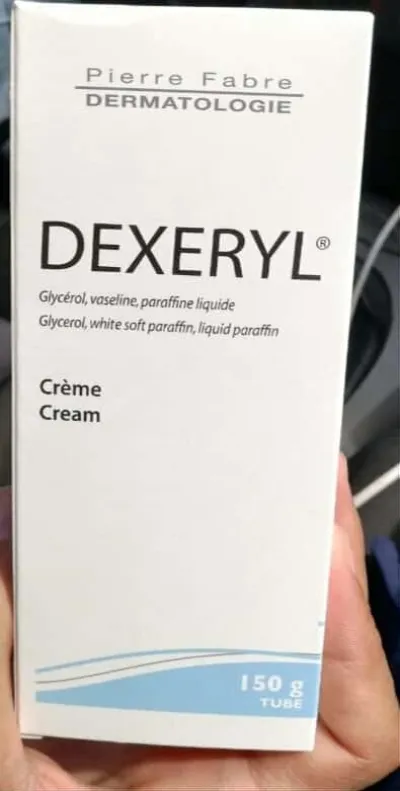 Pierre Fabre
DERMATOLOGIE
DEXERYL®
Glycérol, vaseline, paraffine liquide
Glycerol, white soft paraffin, liquid paraffin
Crème
Cream
150 g
TUBE